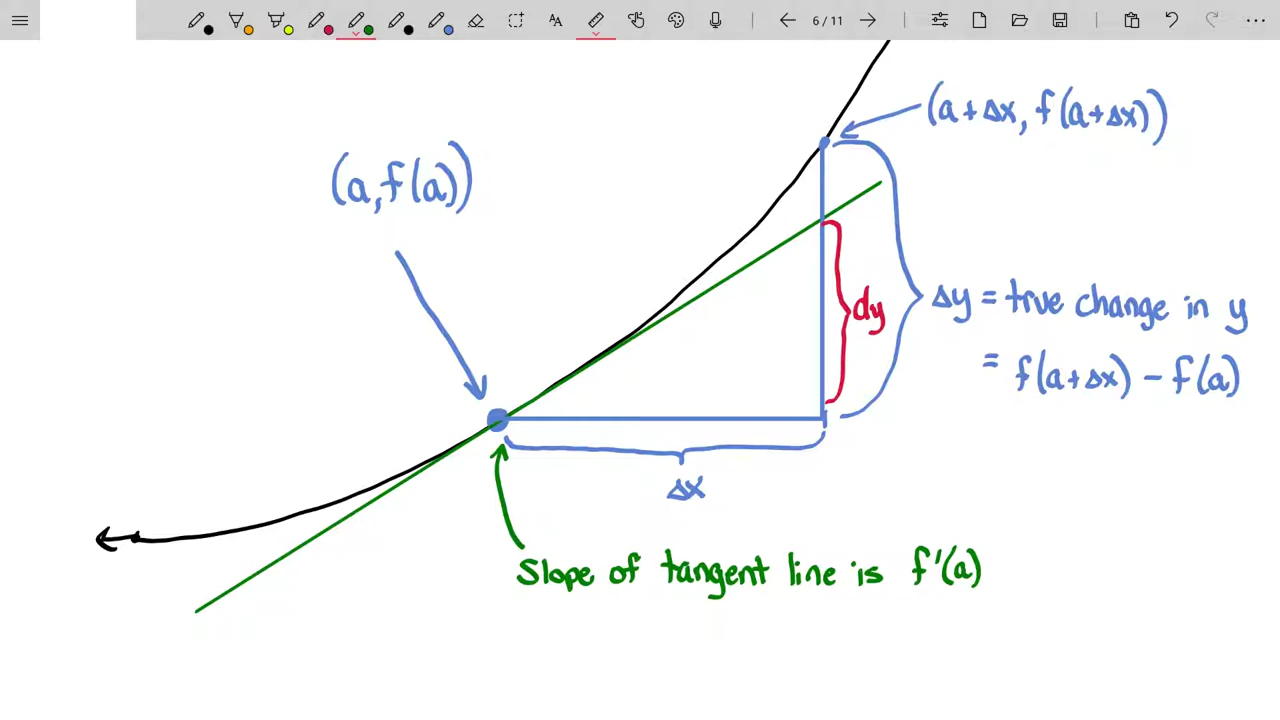 6 / 11
(a+Δx, f(a+Δx))
(a,f(a))
dy
Δy = true change in y
= f(a+Δx) - f(a)
Δx
Slope of tangent line is f'(a)